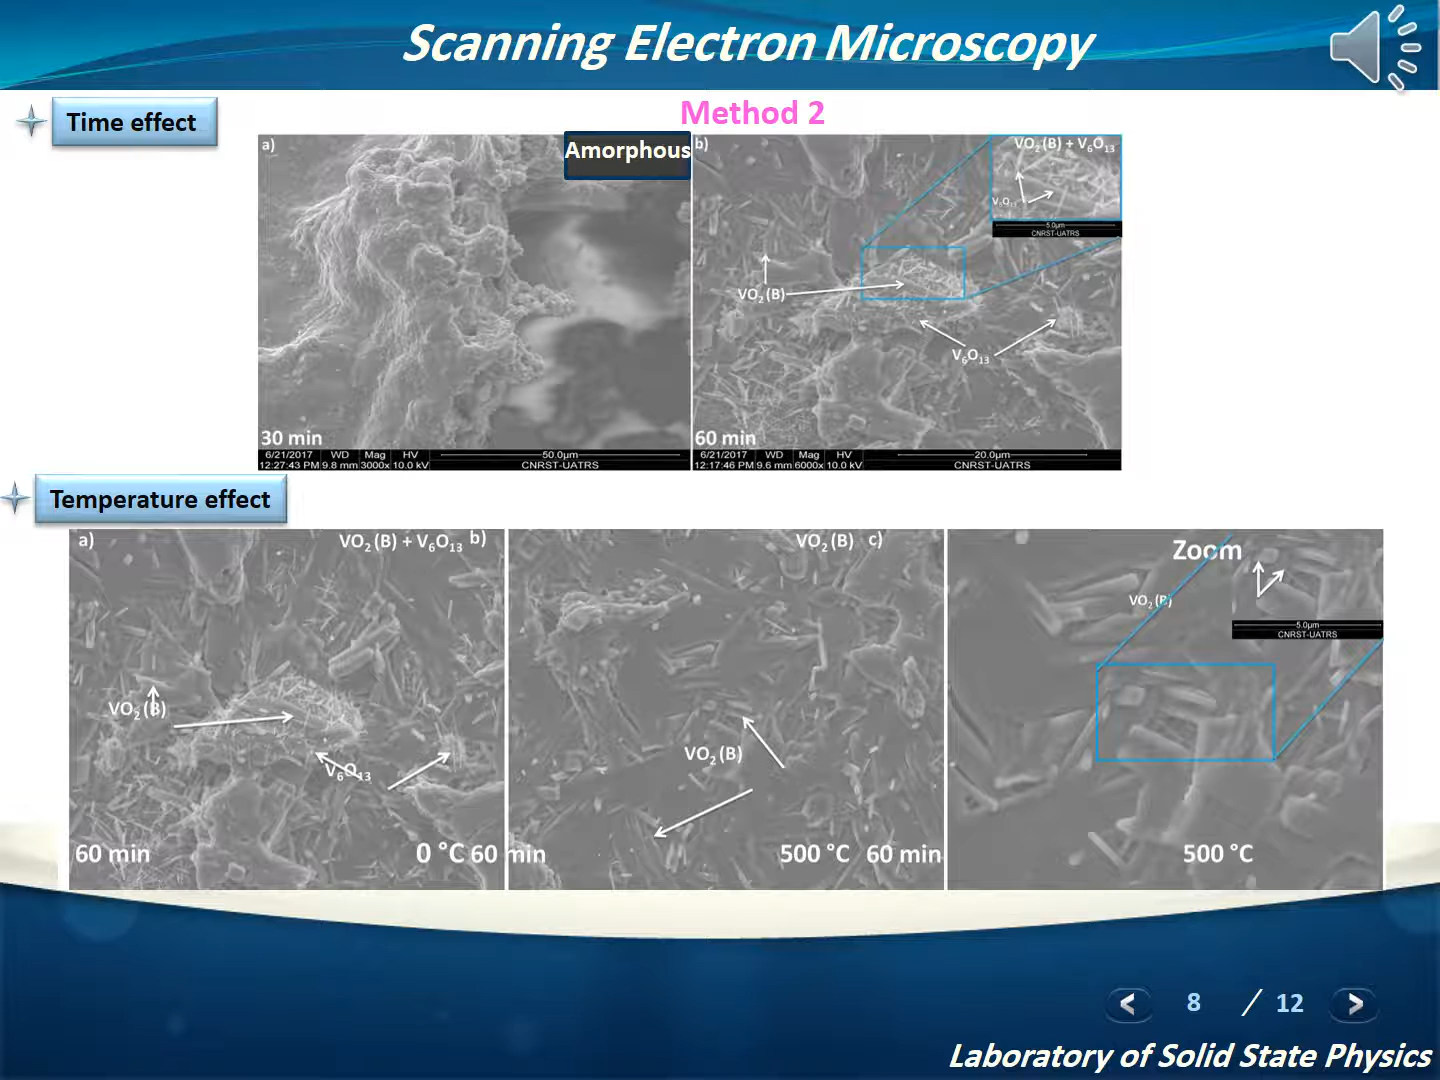 Scanning Electron Microscopy
Time effect
Method 2
a)
Amorphous
b)
VO₂ (B) + V₆O₁₃
V₆O₁₃
5.0µm
CNRST-UATRS
VO₂ (B)
V₆O₁₃
30 min
60 min
6/21/2017 WD Mag HV 50.0µm
12:27:43 PM 9.8 mm 3000x 10.0 kV CNRST-UATRS
6/21/2017 WD Mag HV 20.0µm
12:17:46 PM 9.6 mm 6000x 10.0 kV CNRST-UATRS
Temperature effect
a)
VO₂ (B) + V₆O₁₃
b)
VO₂ (B)
c)
Zoom
VO₂ (B)
5.0µm
CNRST-UATRS
VO₂ (B)
V₆O₁₃
VO₂ (B)
60 min
0 °C
60 min
500 °C
60 min
500 °C
8 / 12
Laboratory of Solid State Physics